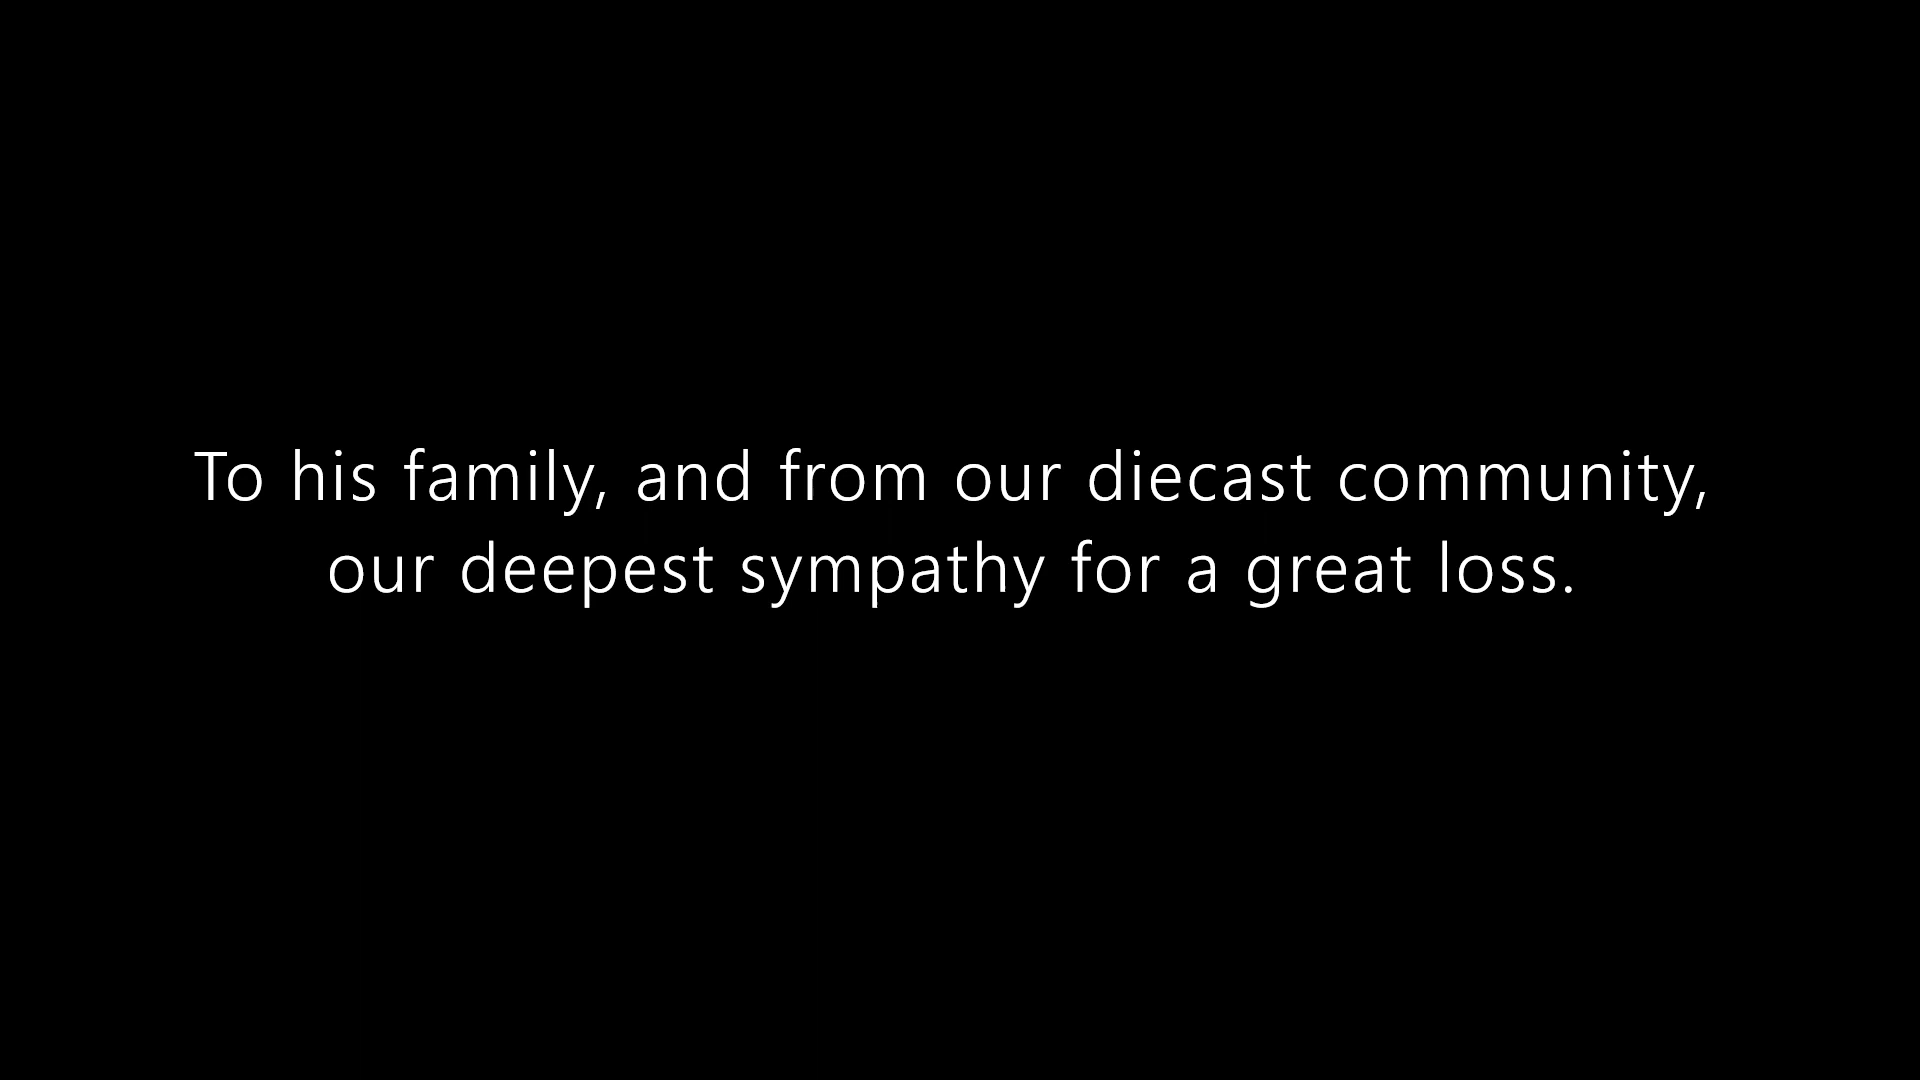 To his family, and from our diecast community,
our deepest sympathy for a great loss.